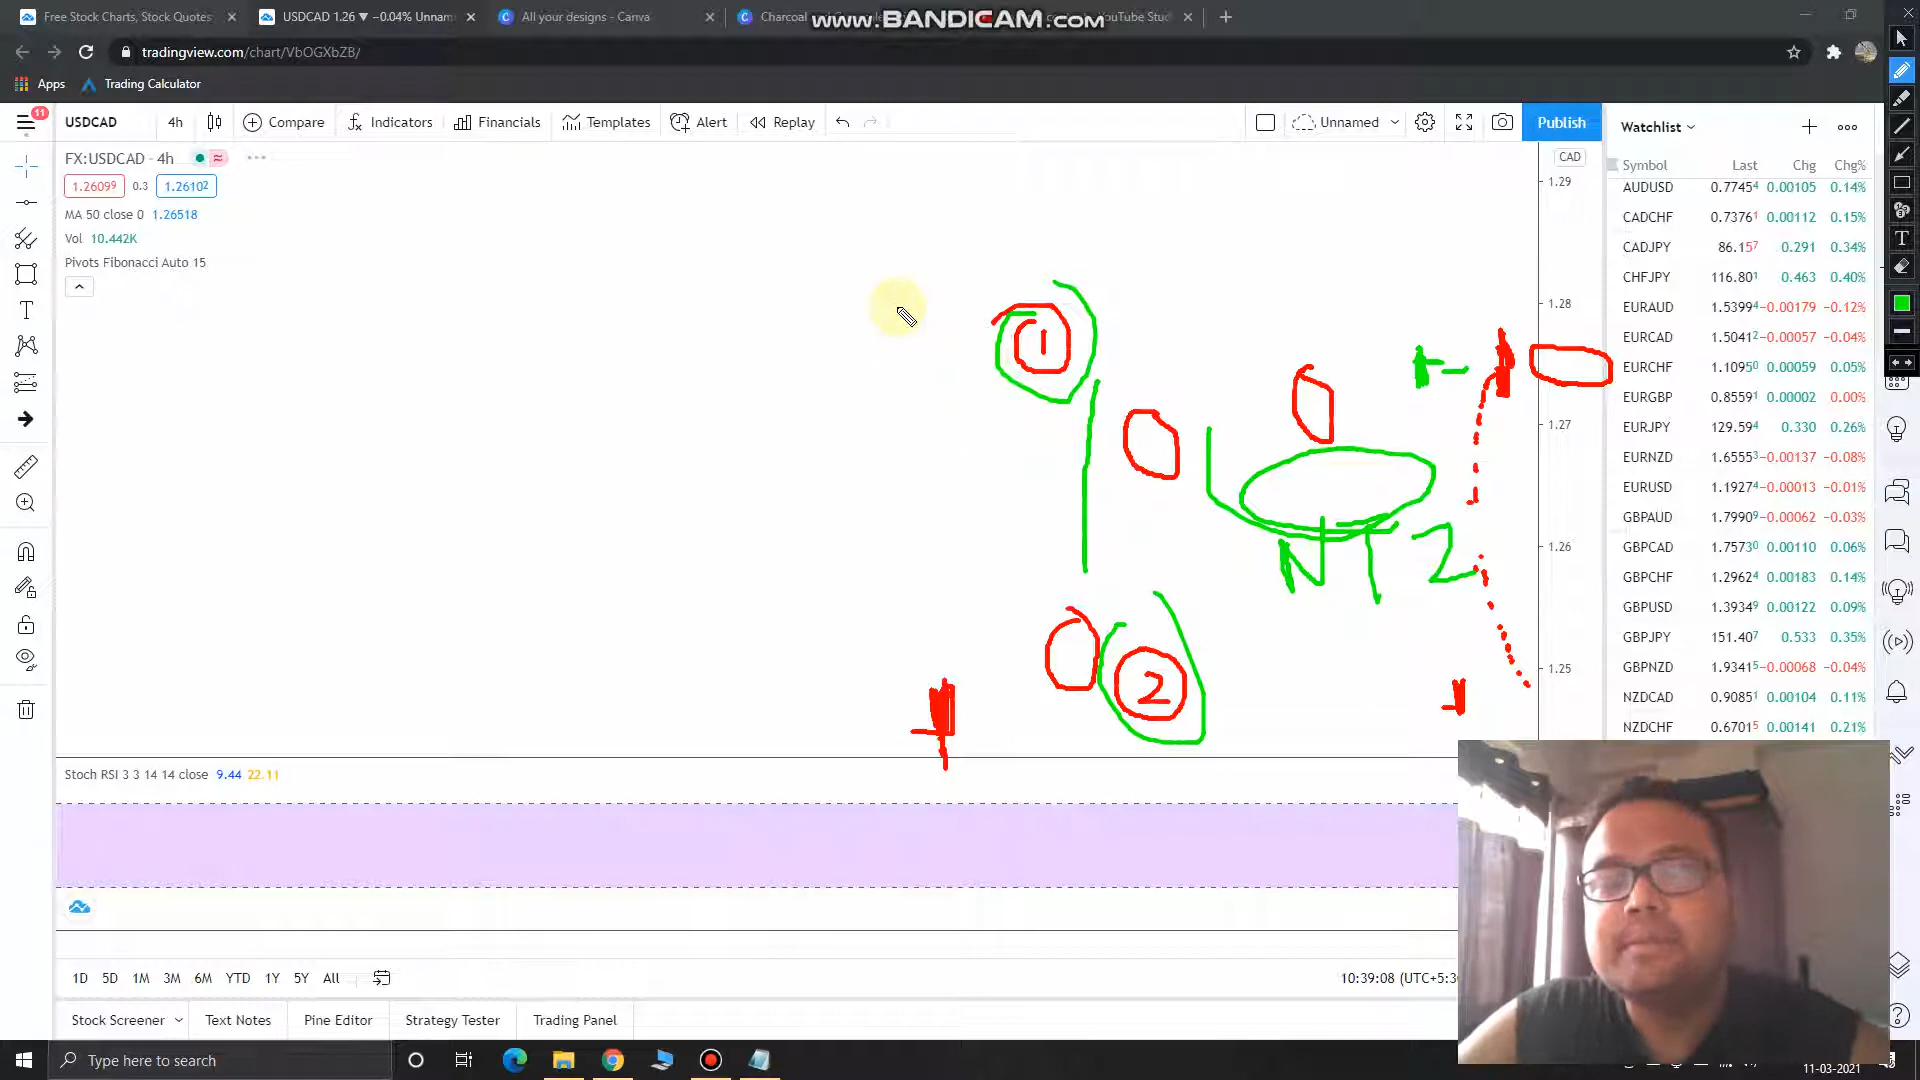 Free Stock Charts, Stock Quotes
USDCAD 1.26 ▼ −0.04% Unnam
All your designs - Canva
Charcoal
www.BANDICAM.com
YouTube Stud
tradingview.com/chart/VbOGXbZB/
Apps
Trading Calculator
11
USDCAD
4h
Compare
Indicators
Financials
Templates
Alert
Replay
Unnamed
Publish
Watchlist
FX:USDCAD - 4h
CAD
Symbol Last Chg Chg%
1.26099
0.3
1.26102
MA 50 close 0 1.26518
Vol 10.442K
Pivots Fibonacci Auto 15
1.29
1.28
1.27
1.26
1.25
AUDUSD 0.77454 0.00105 0.14%
CADCHF 0.73761 0.00112 0.15%
CADJPY 86.157 0.291 0.34%
CHFJPY 116.801 0.463 0.40%
EURAUD 1.53994 −0.00179 −0.12%
EURCAD 1.50412 −0.00057 −0.04%
EURCHF 1.10950 0.00059 0.05%
EURGBP 0.85591 0.00002 0.00%
EURJPY 129.594 0.330 0.26%
EURNZD 1.65553 −0.00137 −0.08%
EURUSD 1.19274 −0.00013 −0.01%
GBPAUD 1.79909 −0.00062 −0.03%
GBPCAD 1.75730 0.00110 0.06%
GBPCHF 1.29624 0.00183 0.14%
GBPUSD 1.39349 0.00122 0.09%
GBPJPY 151.407 0.533 0.35%
GBPNZD 1.93415 −0.00068 −0.04%
NZDCAD 0.90851 0.00104 0.11%
NZDCHF 0.67015 0.00141 0.21%
1
NT2
2
Stoch RSI 3 3 14 14 close 9.44 22.11
1D 5D 1M 3M 6M YTD 1Y 5Y All
10:39:08 (UTC+5:30
Stock Screener
Text Notes
Pine Editor
Strategy Tester
Trading Panel
Type here to search
11-03-2021